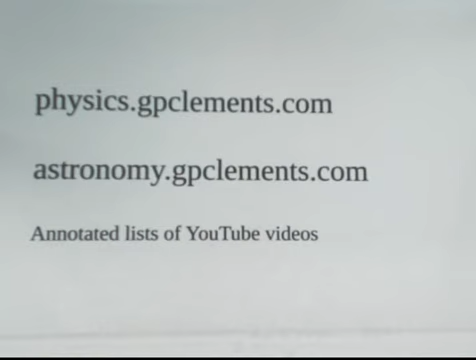 physics.gpclements.com
astronomy.gpclements.com
Annotated lists of YouTube videos